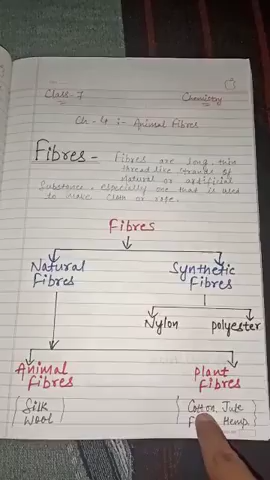 Class-7 Chemistry
Ch-4 :- Animal Fibres
Fibres - Fibres are long, thin
thread like strands of
natural or artificial
substance, especially one that is used
to make cloth or rope.
Fibres
Natural Fibres Synthetic Fibres
Nylon polyester
Animal Fibres plant Fibres
Silk Cotton, Jute
Wool Hemp